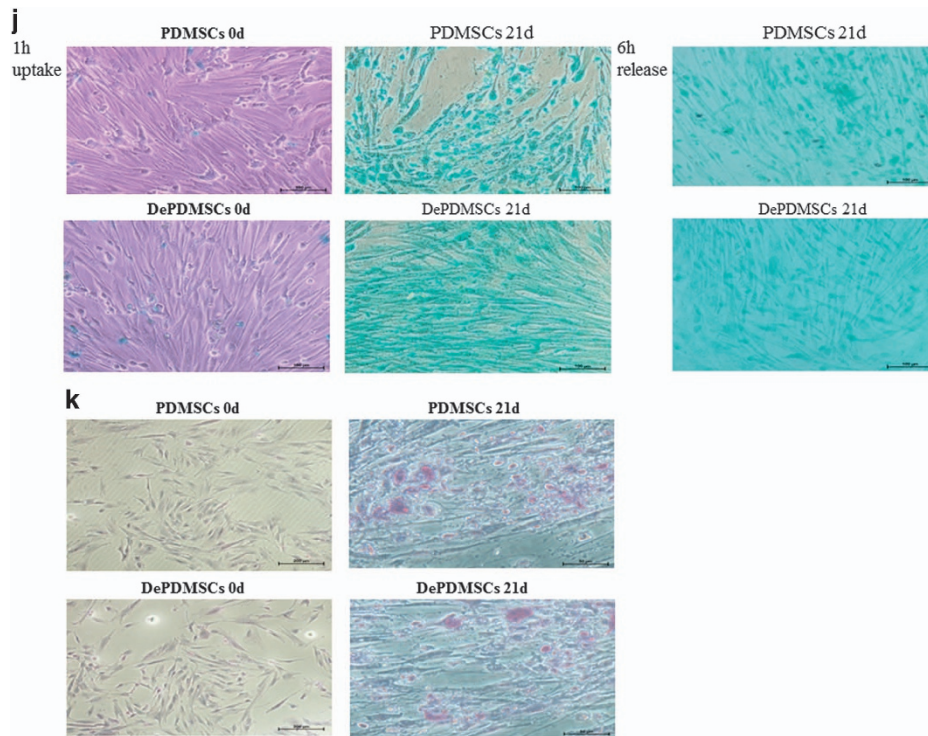 j
1h
uptake
PDMSCs 0d
PDMSCs 21d
6h
release
PDMSCs 21d
DePDMSCs 0d
DePDMSCs 21d
DePDMSCs 21d
k
PDMSCs 0d
PDMSCs 21d
DePDMSCs 0d
DePDMSCs 21d